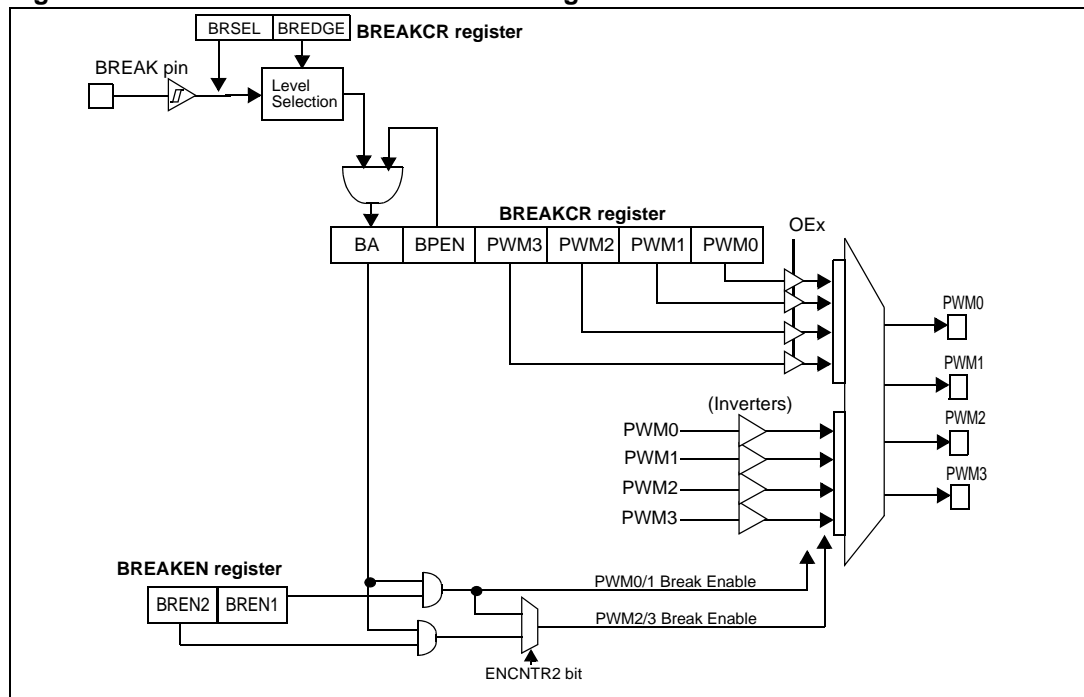 BRSEL BREDGE BREAKCR register
BREAK pin
Level
Selection
BREAKCR register
BA BPEN PWM3 PWM2 PWM1 PWM0
OEx
PWM0
PWM1
PWM2
PWM3
(Inverters)
PWM0
PWM1
PWM2
PWM3
BREAKEN register
BREN2 BREN1
PWM0/1 Break Enable
PWM2/3 Break Enable
ENCNTR2 bit